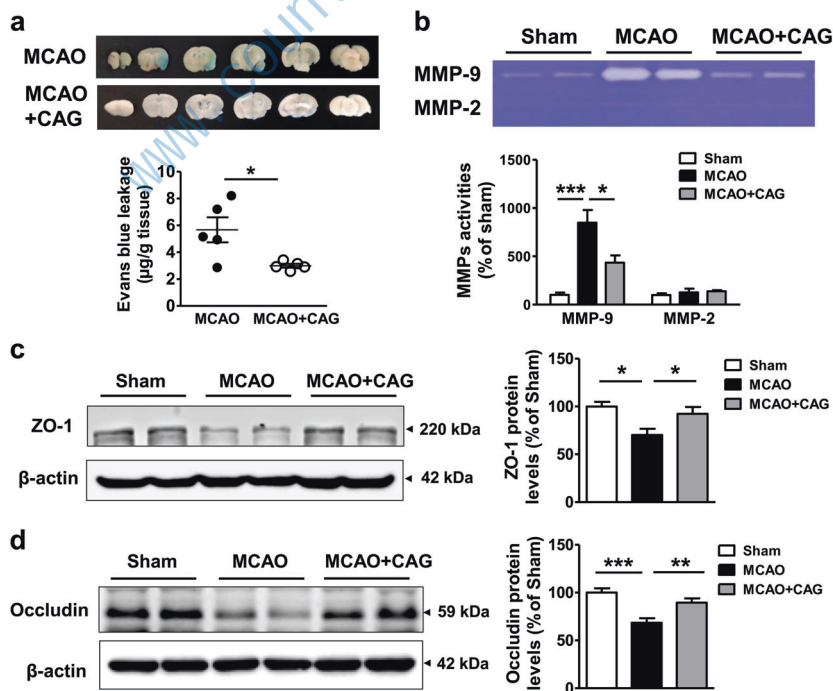 a
MCAO
MCAO
+CAG
Evans blue leakage
(µg/g tissue)
10
8
6
4
2
0
*
MCAO MCAO+CAG
b
Sham MCAO MCAO+CAG
MMP-9
MMP-2
MMPs activities
(% of sham)
1500
1000
500
0
*** *
Sham
MCAO
MCAO+CAG
MMP-9 MMP-2
c
Sham MCAO MCAO+CAG
ZO-1
220 kDa
β-actin
42 kDa
ZO-1 protein
levels (% of Sham)
150
100
50
0
* *
Sham
MCAO
MCAO+CAG
d
Sham MCAO MCAO+CAG
Occludin
59 kDa
β-actin
42 kDa
Occludin protein
levels (% of Sham)
150
100
50
0
*** **
Sham
MCAO
MCAO+CAG